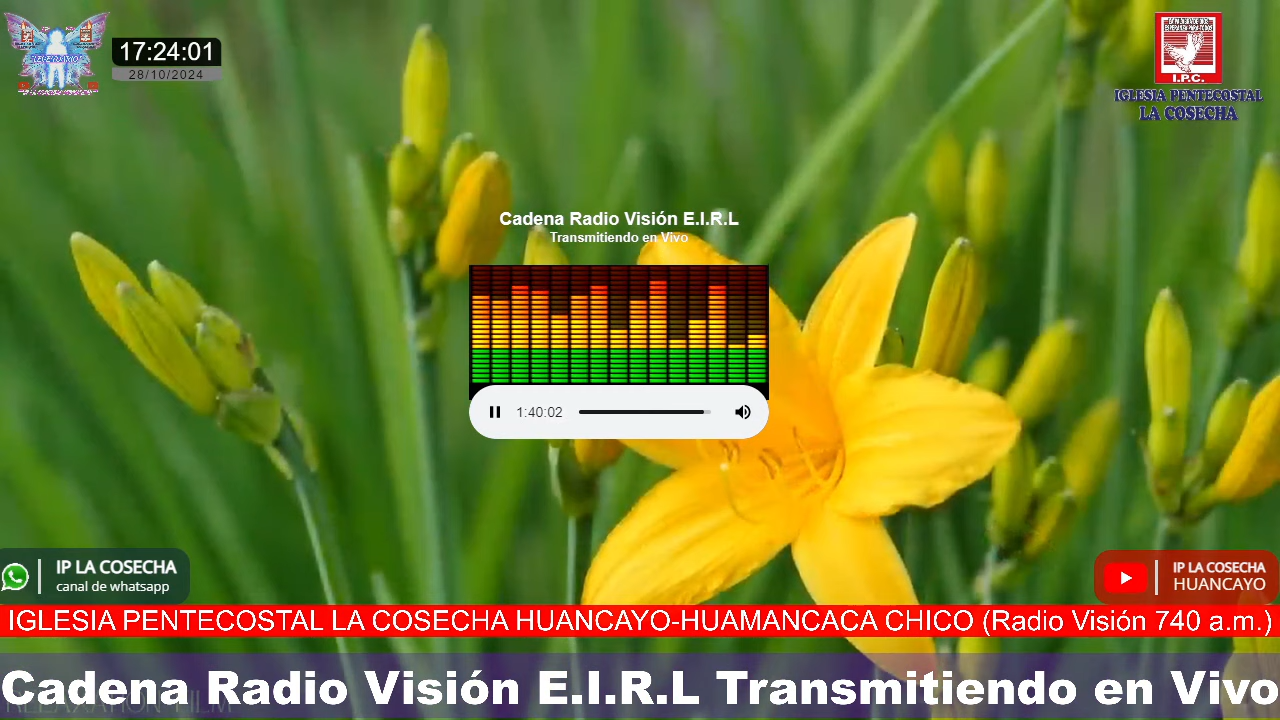 17:24:01
28/10/2024
I.P.C.
IGLESIA PENTECOSTAL
LA COSECHA
Cadena Radio Visión E.I.R.L
Transmitiendo en Vivo
1:40:02
IP LA COSECHA
canal de whatsapp
IP LA COSECHA
HUANCAYO
IGLESIA PENTECOSTAL LA COSECHA HUANCAYO-HUAMANCACA CHICO (Radio Visión 740 a.m.)
Cadena Radio Visión E.I.R.L Transmitiendo en Vivo